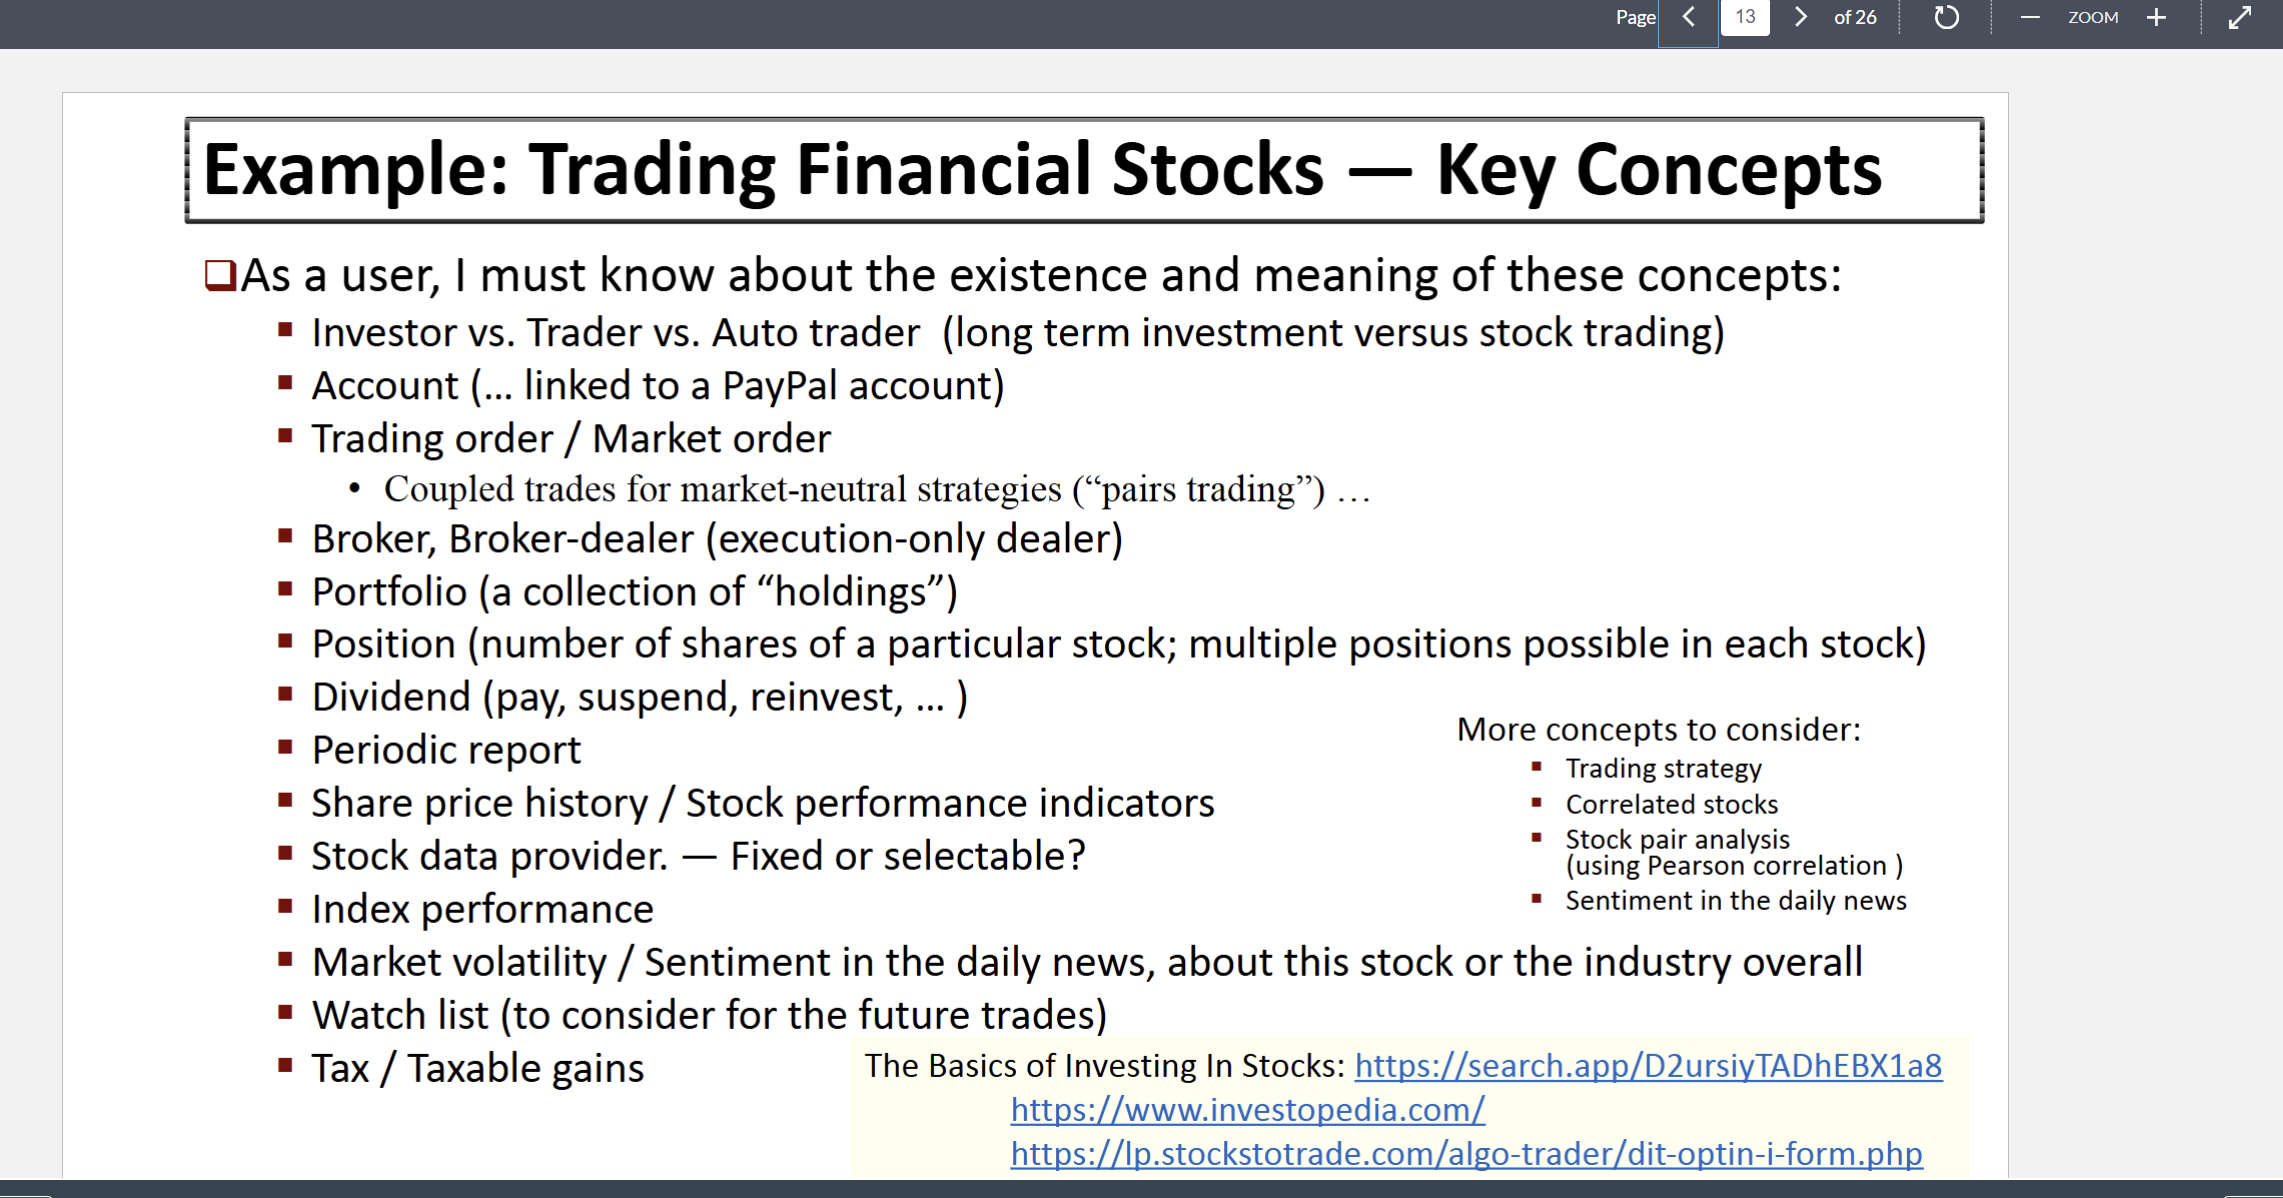 Page 13 of 26 ZOOM
Example: Trading Financial Stocks — Key Concepts
As a user, I must know about the existence and meaning of these concepts:
Investor vs. Trader vs. Auto trader (long term investment versus stock trading)
Account (... linked to a PayPal account)
Trading order / Market order
• Coupled trades for market-neutral strategies (“pairs trading”) …
Broker, Broker-dealer (execution-only dealer)
Portfolio (a collection of “holdings”)
Position (number of shares of a particular stock; multiple positions possible in each stock)
Dividend (pay, suspend, reinvest, ... )
Periodic report
Share price history / Stock performance indicators
Stock data provider. — Fixed or selectable?
Index performance
Market volatility / Sentiment in the daily news, about this stock or the industry overall
Watch list (to consider for the future trades)
Tax / Taxable gains
More concepts to consider:
Trading strategy
Correlated stocks
Stock pair analysis
(using Pearson correlation )
Sentiment in the daily news
The Basics of Investing In Stocks: https://search.app/D2ursiyTADhEBX1a8
https://www.investopedia.com/
https://lp.stockstotrade.com/algo-trader/dit-optin-i-form.php